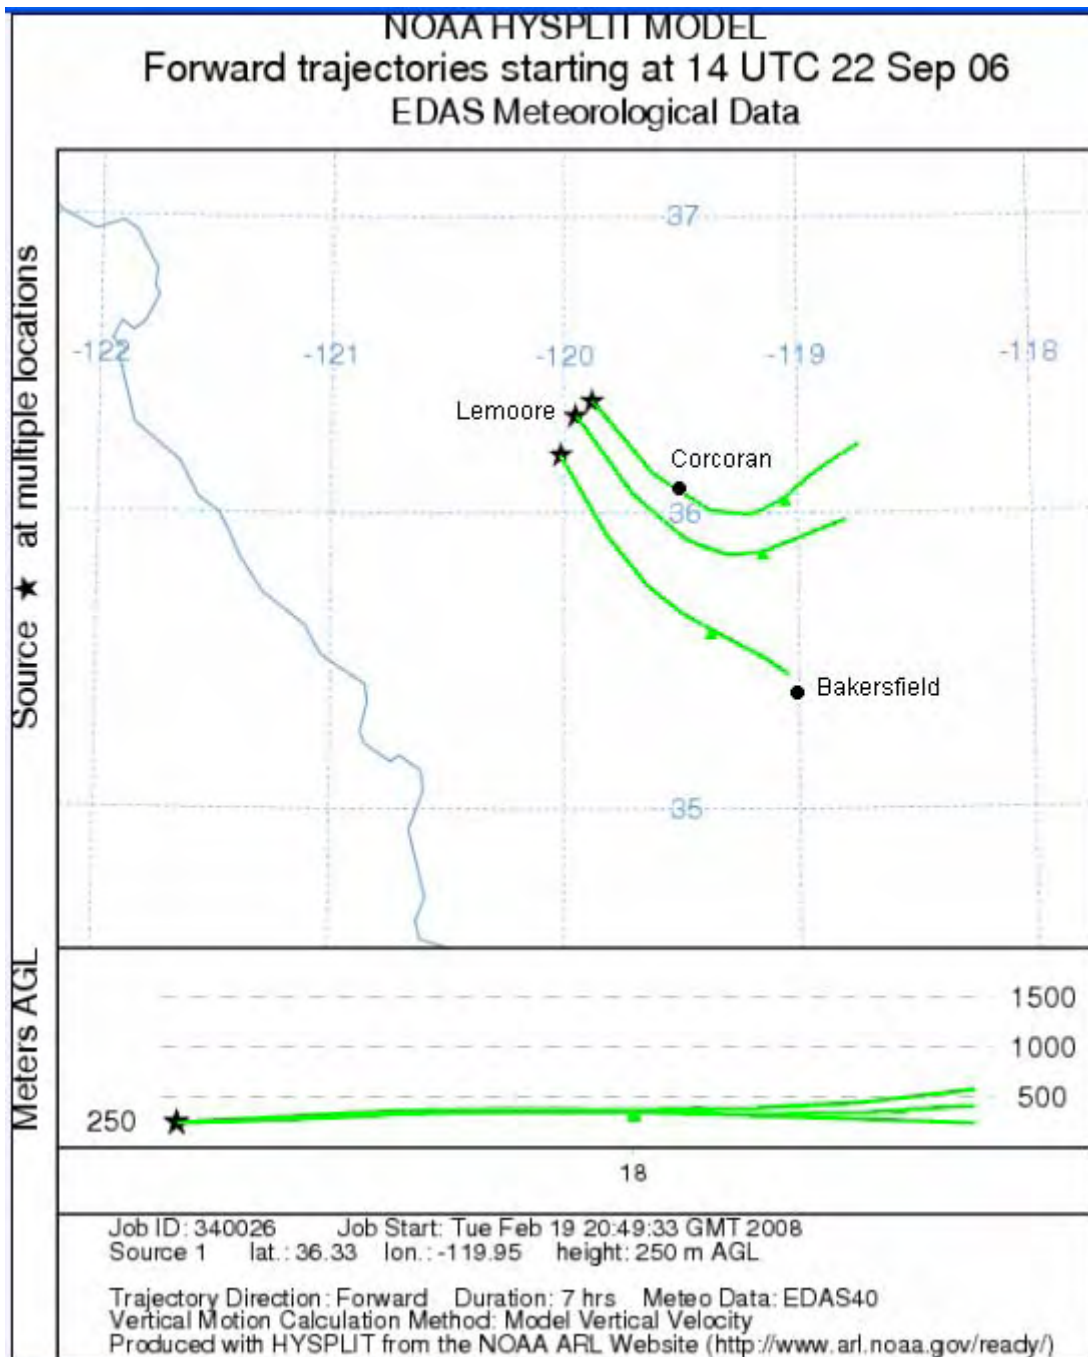 NOAA HYSPLIT MODEL
Forward trajectories starting at 14 UTC 22 Sep 06
EDAS Meteorological Data
Source ★ at multiple locations
37
-122
-121
-120
-119
-118
Lemoore
Corcoran
36
Bakersfield
35
Meters AGL
1500
1000
500
250
18
Job ID: 340026 Job Start: Tue Feb 19 20:49:33 GMT 2008
Source 1 lat.: 36.33 lon.: -119.95 height: 250 m AGL
Trajectory Direction: Forward Duration: 7 hrs Meteo Data: EDAS40
Vertical Motion Calculation Method: Model Vertical Velocity
Produced with HYSPLIT from the NOAA ARL Website (http://www.arl.noaa.gov/ready/)